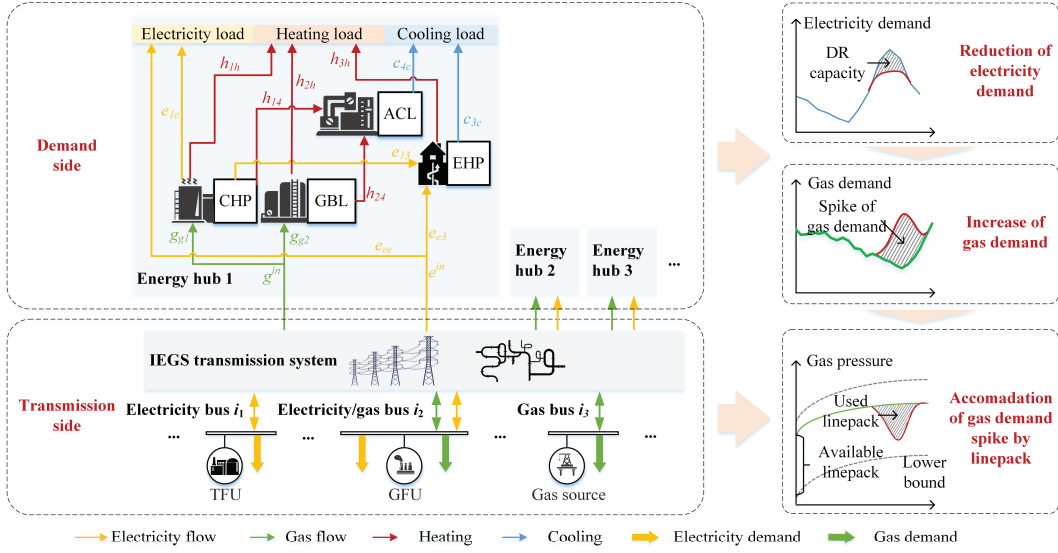 Electricity load
Heating load
Cooling load
h1h
h2h
h3h
c4c
c3c
e1e
h14
ACL
e13
EHP
Demand
side
CHP
GBL
h24
gg1
gg2
eee
ee3
g^in
e^in
Energy hub 1
Energy
hub 2
Energy
hub 3
...
IEGS transmission system
Transmission
side
Electricity bus i1
Electricity/gas bus i2
Gas bus i3
...
...
...
...
TFU
GFU
Gas source
Electricity demand
DR
capacity
Reduction of
electricity
demand
Gas demand
Spike of
gas demand
Increase of
gas demand
Gas pressure
Used
linepack
Available
linepack
Lower
bound
Accomadation
of gas demand
spike by
linepack
Electricity flow
Gas flow
Heating
Cooling
Electricity demand
Gas demand